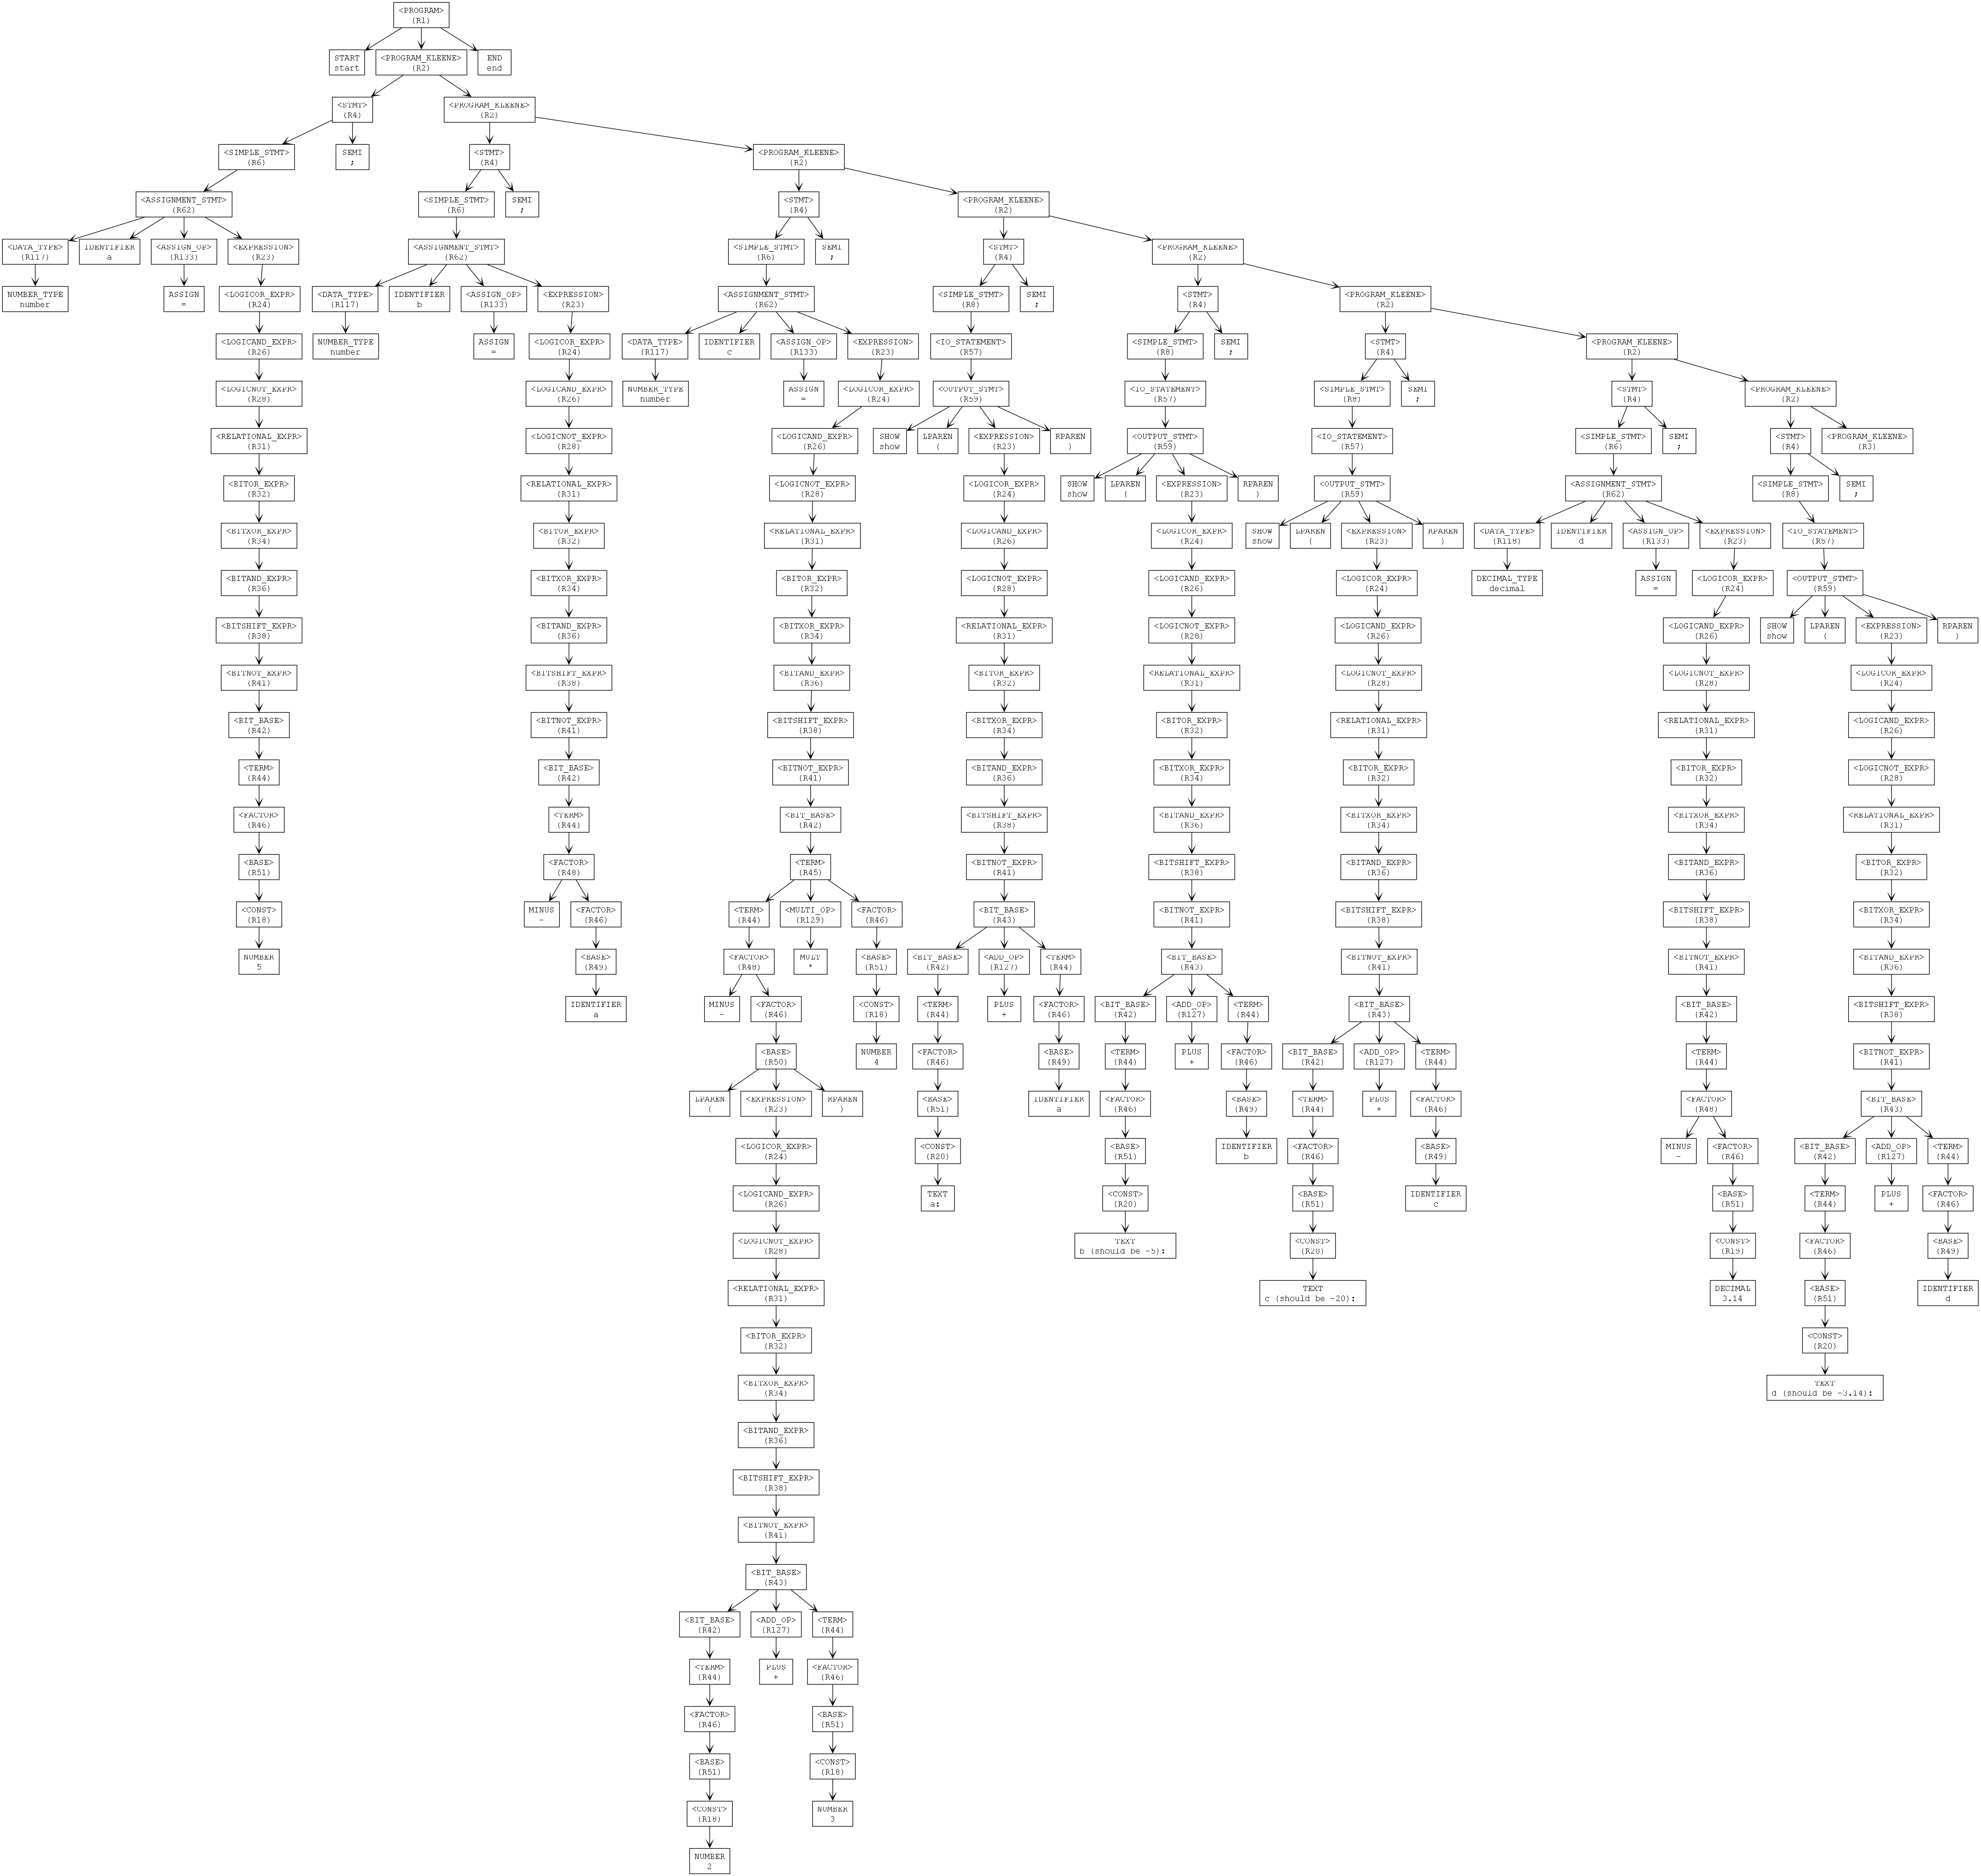 <PROGRAM>
(R1)
START
start
<PROGRAM_KLEENE>
(R2)
END
end
<STMT>
(R4)
<PROGRAM_KLEENE>
(R2)
<SIMPLE_STMT>
(R6)
SEMI
;
<STMT>
(R4)
<PROGRAM_KLEENE>
(R2)
<ASSIGNMENT_STMT>
(R62)
<SIMPLE_STMT>
(R6)
SEMI
;
<STMT>
(R4)
<PROGRAM_KLEENE>
(R2)
<DATA_TYPE>
(R117)
IDENTIFIER
a
<ASSIGN_OP>
(R133)
<EXPRESSION>
(R23)
<ASSIGNMENT_STMT>
(R62)
<SIMPLE_STMT>
(R6)
SEMI
;
<STMT>
(R4)
<PROGRAM_KLEENE>
(R2)
NUMBER_TYPE
number
ASSIGN
=
<LOGICOR_EXPR>
(R24)
<DATA_TYPE>
(R117)
IDENTIFIER
b
<ASSIGN_OP>
(R133)
<EXPRESSION>
(R23)
<ASSIGNMENT_STMT>
(R62)
<SIMPLE_STMT>
(R8)
SEMI
;
<STMT>
(R4)
<PROGRAM_KLEENE>
(R2)
<LOGICAND_EXPR>
(R26)
NUMBER_TYPE
number
ASSIGN
=
<LOGICOR_EXPR>
(R24)
<DATA_TYPE>
(R117)
IDENTIFIER
c
<ASSIGN_OP>
(R133)
<EXPRESSION>
(R23)
<IO_STATEMENT>
(R57)
<SIMPLE_STMT>
(R8)
SEMI
;
<STMT>
(R4)
<PROGRAM_KLEENE>
(R2)
<LOGICNOT_EXPR>
(R28)
<LOGICAND_EXPR>
(R26)
NUMBER_TYPE
number
ASSIGN
=
<LOGICOR_EXPR>
(R24)
<OUTPUT_STMT>
(R59)
<IO_STATEMENT>
(R57)
<SIMPLE_STMT>
(R8)
SEMI
;
<STMT>
(R4)
<PROGRAM_KLEENE>
(R2)
<RELATIONAL_EXPR>
(R31)
<LOGICNOT_EXPR>
(R28)
<LOGICAND_EXPR>
(R26)
SHOW
show
LPAREN
(
<EXPRESSION>
(R23)
RPAREN
)
<OUTPUT_STMT>
(R59)
<IO_STATEMENT>
(R57)
<SIMPLE_STMT>
(R6)
SEMI
;
<STMT>
(R4)
<PROGRAM_KLEENE>
(R3)
<BITOR_EXPR>
(R32)
<RELATIONAL_EXPR>
(R31)
<LOGICNOT_EXPR>
(R28)
<LOGICOR_EXPR>
(R24)
SHOW
show
LPAREN
(
<EXPRESSION>
(R23)
RPAREN
)
<OUTPUT_STMT>
(R59)
<ASSIGNMENT_STMT>
(R62)
<SIMPLE_STMT>
(R8)
SEMI
;
<BITXOR_EXPR>
(R34)
<BITOR_EXPR>
(R32)
<RELATIONAL_EXPR>
(R31)
<LOGICAND_EXPR>
(R26)
<LOGICOR_EXPR>
(R24)
SHOW
show
LPAREN
(
<EXPRESSION>
(R23)
RPAREN
)
<DATA_TYPE>
(R118)
IDENTIFIER
d
<ASSIGN_OP>
(R133)
<EXPRESSION>
(R23)
<IO_STATEMENT>
(R57)
<BITAND_EXPR>
(R36)
<BITXOR_EXPR>
(R34)
<BITOR_EXPR>
(R32)
<LOGICNOT_EXPR>
(R28)
<LOGICAND_EXPR>
(R26)
<LOGICOR_EXPR>
(R24)
DECIMAL_TYPE
decimal
ASSIGN
=
<LOGICOR_EXPR>
(R24)
<OUTPUT_STMT>
(R59)
<BITSHIFT_EXPR>
(R38)
<BITAND_EXPR>
(R36)
<BITXOR_EXPR>
(R34)
<RELATIONAL_EXPR>
(R31)
<LOGICNOT_EXPR>
(R28)
<LOGICAND_EXPR>
(R26)
<LOGICAND_EXPR>
(R26)
SHOW
show
LPAREN
(
<EXPRESSION>
(R23)
RPAREN
)
<BITNOT_EXPR>
(R41)
<BITSHIFT_EXPR>
(R38)
<BITAND_EXPR>
(R36)
<BITOR_EXPR>
(R32)
<RELATIONAL_EXPR>
(R31)
<LOGICNOT_EXPR>
(R28)
<LOGICNOT_EXPR>
(R28)
<LOGICOR_EXPR>
(R24)
<BIT_BASE>
(R42)
<BITNOT_EXPR>
(R41)
<BITSHIFT_EXPR>
(R38)
<BITXOR_EXPR>
(R34)
<BITOR_EXPR>
(R32)
<RELATIONAL_EXPR>
(R31)
<RELATIONAL_EXPR>
(R31)
<LOGICAND_EXPR>
(R26)
<TERM>
(R44)
<BIT_BASE>
(R42)
<BITNOT_EXPR>
(R41)
<BITAND_EXPR>
(R36)
<BITXOR_EXPR>
(R34)
<BITOR_EXPR>
(R32)
<BITOR_EXPR>
(R32)
<LOGICNOT_EXPR>
(R28)
<FACTOR>
(R46)
<TERM>
(R44)
<BIT_BASE>
(R42)
<BITSHIFT_EXPR>
(R38)
<BITAND_EXPR>
(R36)
<BITXOR_EXPR>
(R34)
<BITXOR_EXPR>
(R34)
<RELATIONAL_EXPR>
(R31)
<BASE>
(R51)
<FACTOR>
(R48)
<TERM>
(R45)
<BITNOT_EXPR>
(R41)
<BITSHIFT_EXPR>
(R38)
<BITAND_EXPR>
(R36)
<BITAND_EXPR>
(R36)
<BITOR_EXPR>
(R32)
<CONST>
(R18)
MINUS
-
<FACTOR>
(R46)
<TERM>
(R44)
<MULTI_OP>
(R129)
<FACTOR>
(R46)
<BIT_BASE>
(R43)
<BITNOT_EXPR>
(R41)
<BITSHIFT_EXPR>
(R38)
<BITSHIFT_EXPR>
(R38)
<BITXOR_EXPR>
(R34)
NUMBER
5
<BASE>
(R49)
<FACTOR>
(R48)
MULT
*
<BASE>
(R51)
<BIT_BASE>
(R42)
<ADD_OP>
(R127)
<TERM>
(R44)
<BIT_BASE>
(R43)
<BITNOT_EXPR>
(R41)
<BITNOT_EXPR>
(R41)
<BITAND_EXPR>
(R36)
IDENTIFIER
a
MINUS
-
<FACTOR>
(R46)
<CONST>
(R18)
<TERM>
(R44)
PLUS
+
<FACTOR>
(R46)
<BIT_BASE>
(R42)
<ADD_OP>
(R127)
<TERM>
(R44)
<BIT_BASE>
(R43)
<BIT_BASE>
(R42)
<BITSHIFT_EXPR>
(R38)
<BASE>
(R50)
NUMBER
4
<FACTOR>
(R46)
<BASE>
(R49)
<TERM>
(R44)
PLUS
+
<FACTOR>
(R46)
<BIT_BASE>
(R42)
<ADD_OP>
(R127)
<TERM>
(R44)
<TERM>
(R44)
<BITNOT_EXPR>
(R41)
LPAREN
(
<EXPRESSION>
(R23)
RPAREN
)
<BASE>
(R51)
IDENTIFIER
a
<FACTOR>
(R46)
<BASE>
(R49)
<TERM>
(R44)
PLUS
+
<FACTOR>
(R46)
<FACTOR>
(R48)
<BIT_BASE>
(R43)
<LOGICOR_EXPR>
(R24)
<CONST>
(R20)
<BASE>
(R51)
IDENTIFIER
b
<FACTOR>
(R46)
<BASE>
(R49)
MINUS
-
<FACTOR>
(R46)
<BIT_BASE>
(R42)
<ADD_OP>
(R127)
<TERM>
(R44)
<LOGICAND_EXPR>
(R26)
TEXT
a:
<CONST>
(R20)
<BASE>
(R51)
IDENTIFIER
c
<BASE>
(R51)
<TERM>
(R44)
PLUS
+
<FACTOR>
(R46)
<LOGICNOT_EXPR>
(R28)
TEXT
b (should be -5):
<CONST>
(R20)
<CONST>
(R19)
<FACTOR>
(R46)
<BASE>
(R49)
<RELATIONAL_EXPR>
(R31)
TEXT
c (should be -20):
DECIMAL
3.14
<BASE>
(R51)
IDENTIFIER
d
<BITOR_EXPR>
(R32)
<CONST>
(R20)
<BITXOR_EXPR>
(R34)
TEXT
d (should be -3.14):
<BITAND_EXPR>
(R36)
<BITSHIFT_EXPR>
(R38)
<BITNOT_EXPR>
(R41)
<BIT_BASE>
(R43)
<BIT_BASE>
(R42)
<ADD_OP>
(R127)
<TERM>
(R44)
<TERM>
(R44)
PLUS
+
<FACTOR>
(R46)
<FACTOR>
(R46)
<BASE>
(R51)
<BASE>
(R51)
<CONST>
(R18)
<CONST>
(R18)
NUMBER
3
NUMBER
2